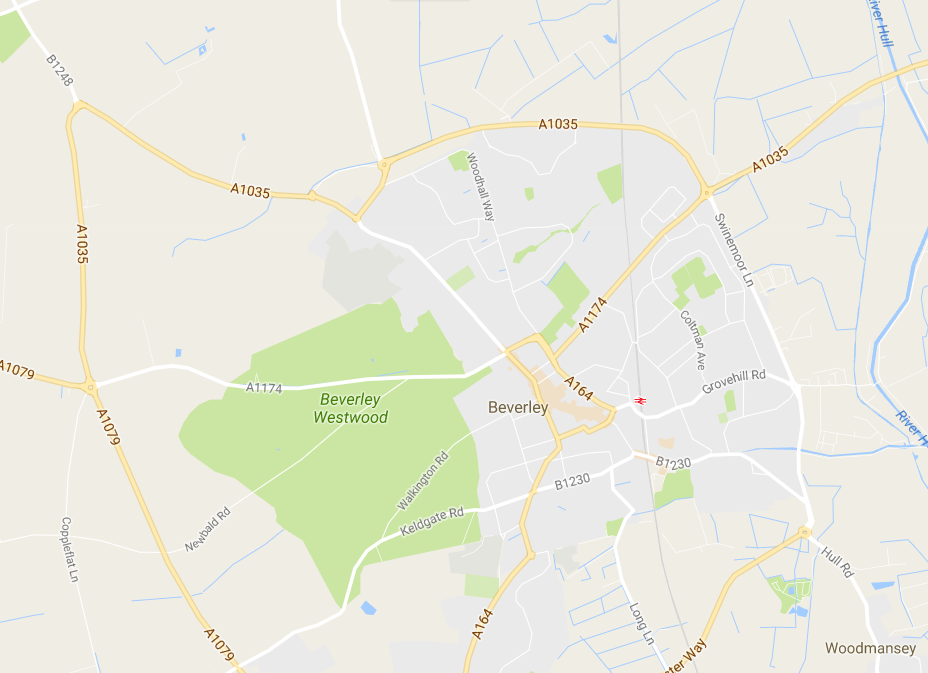 River Hull
B1248
A1035
A1035
Woodhall Way
A1035
A1035
Swinemoor Ln
A1174
Coltman Ave
A1079
A1174
Beverley
Westwood
A164
Grovehill Rd
Beverley
River H
A1079
Walkington Rd
B1230
B1230
Keldgate Rd
Newbald Rd
Coppleflat Ln
Hull Rd
A164
Long Ln
A1079
ster Way
Woodmansey